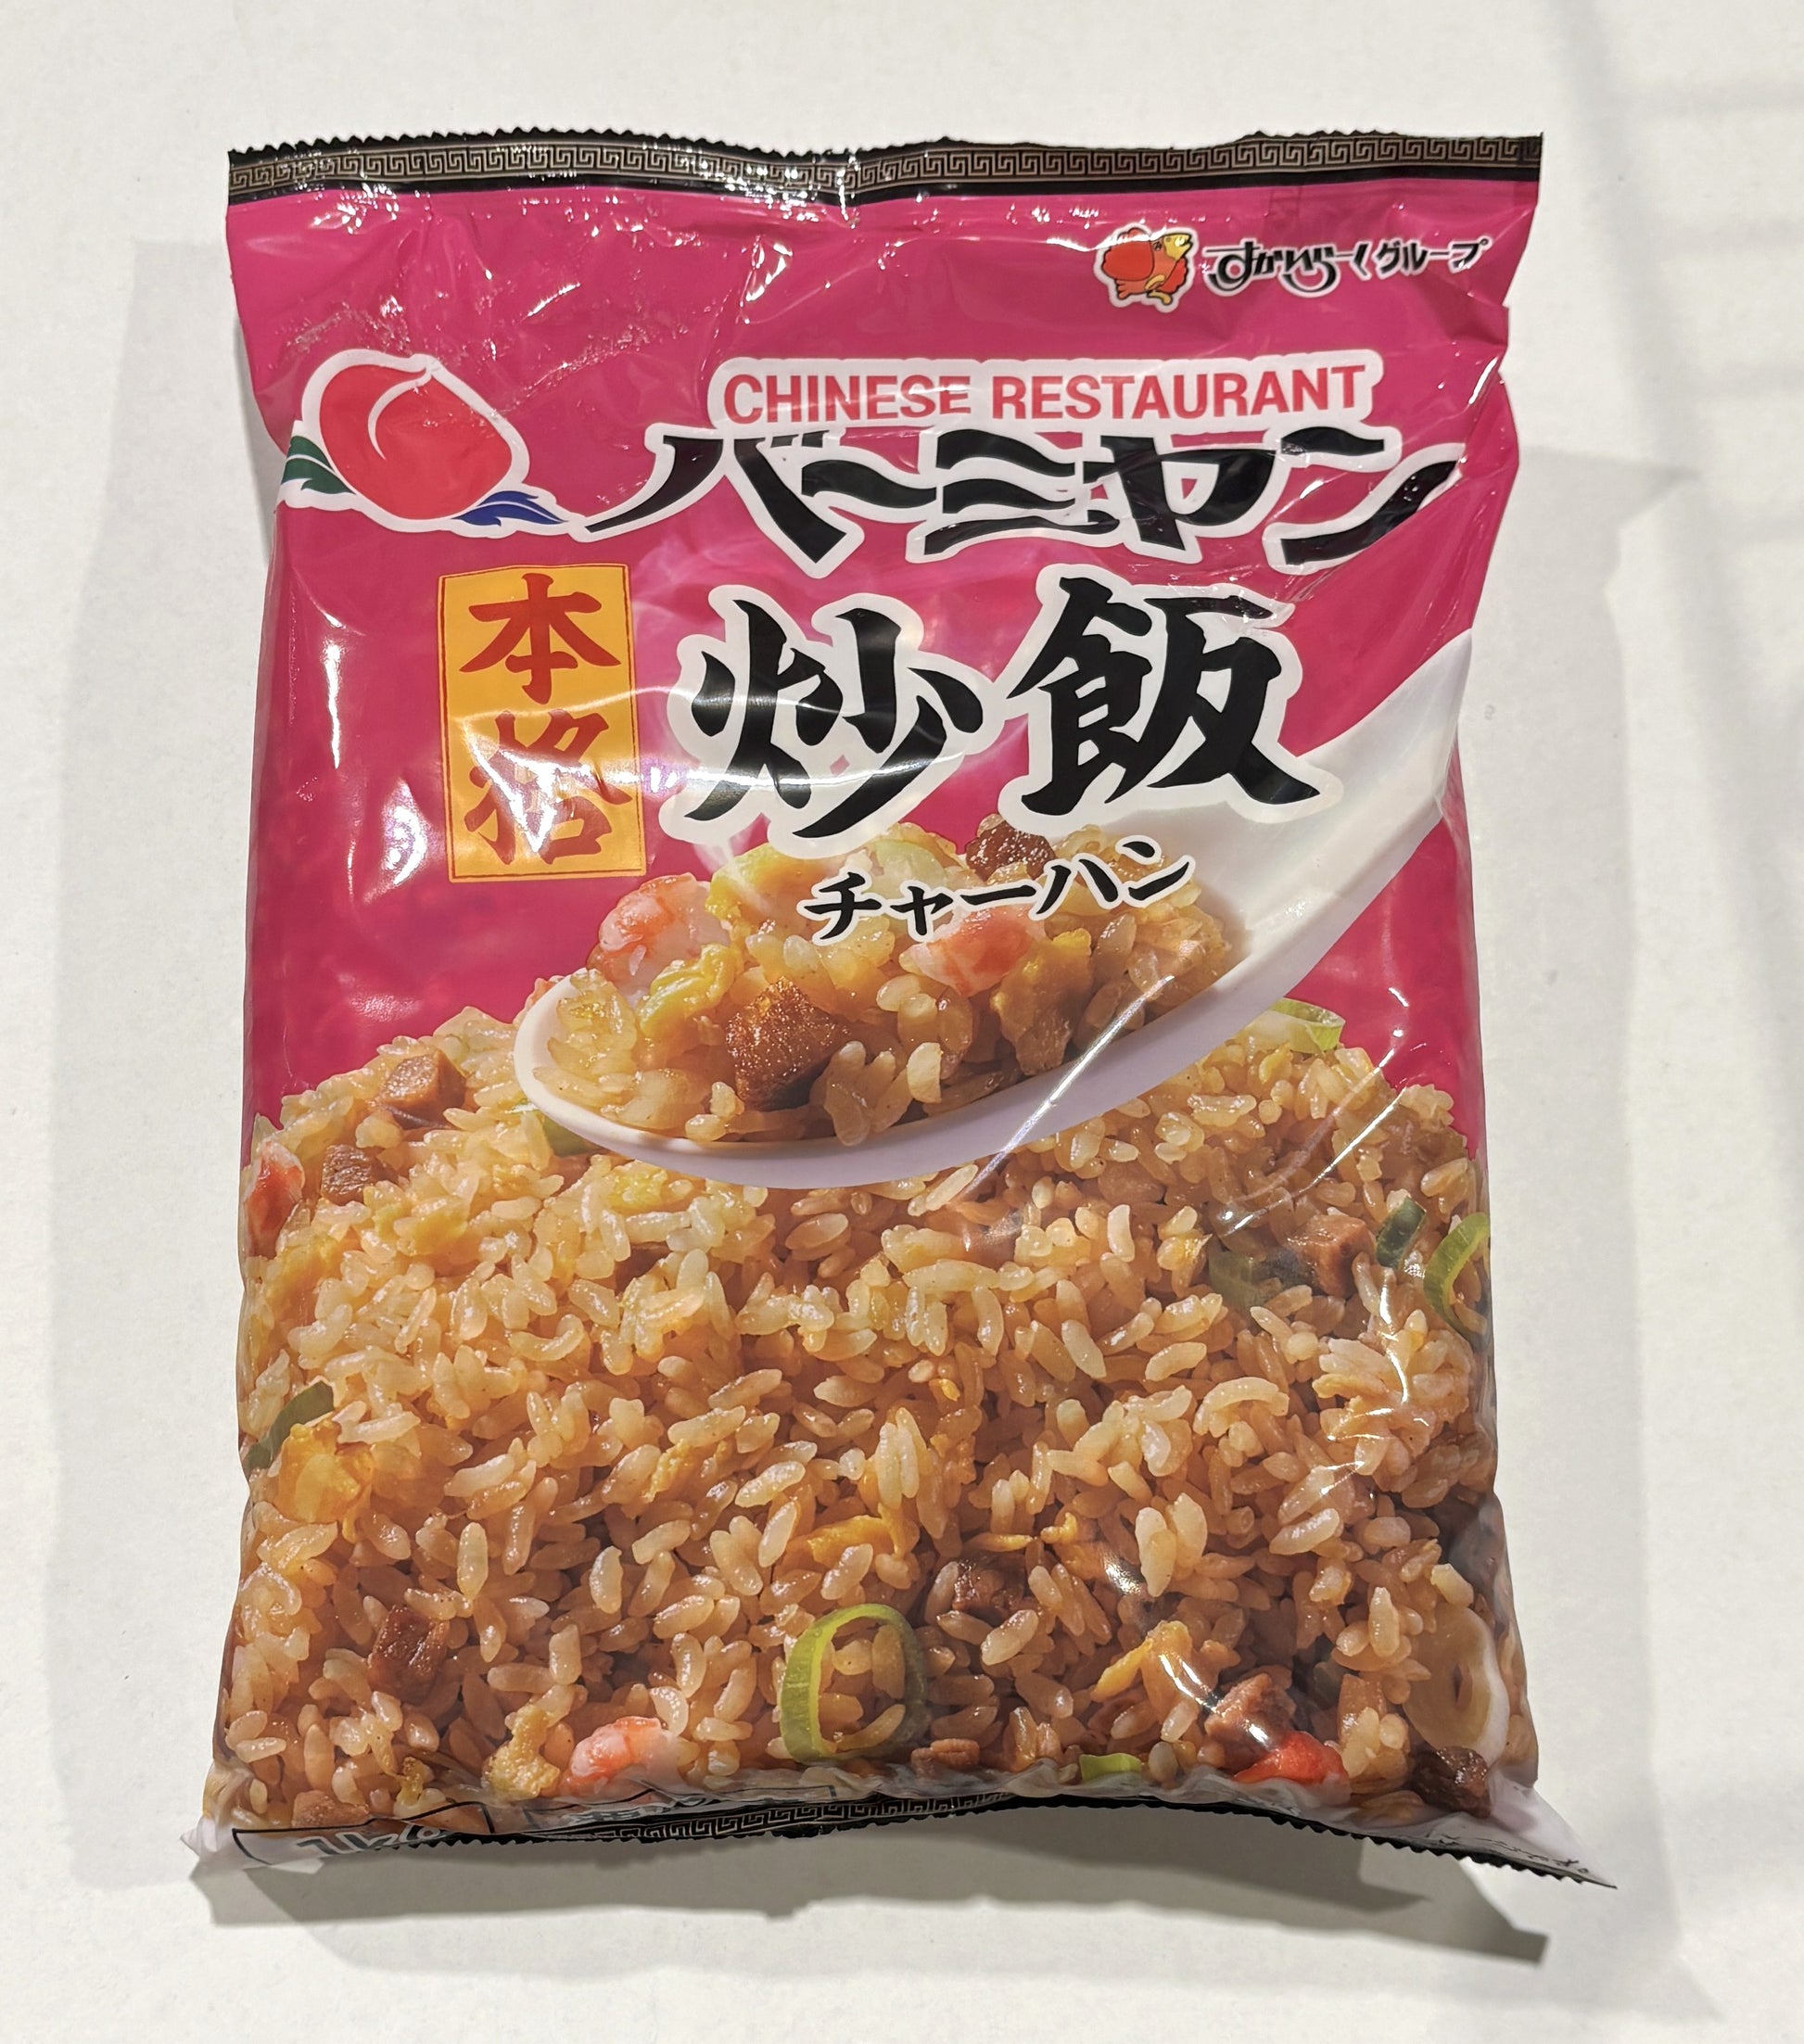 すかいらーくグループ
CHINESE RESTAURANT
バーミヤン
本格
炒飯
チャーハン